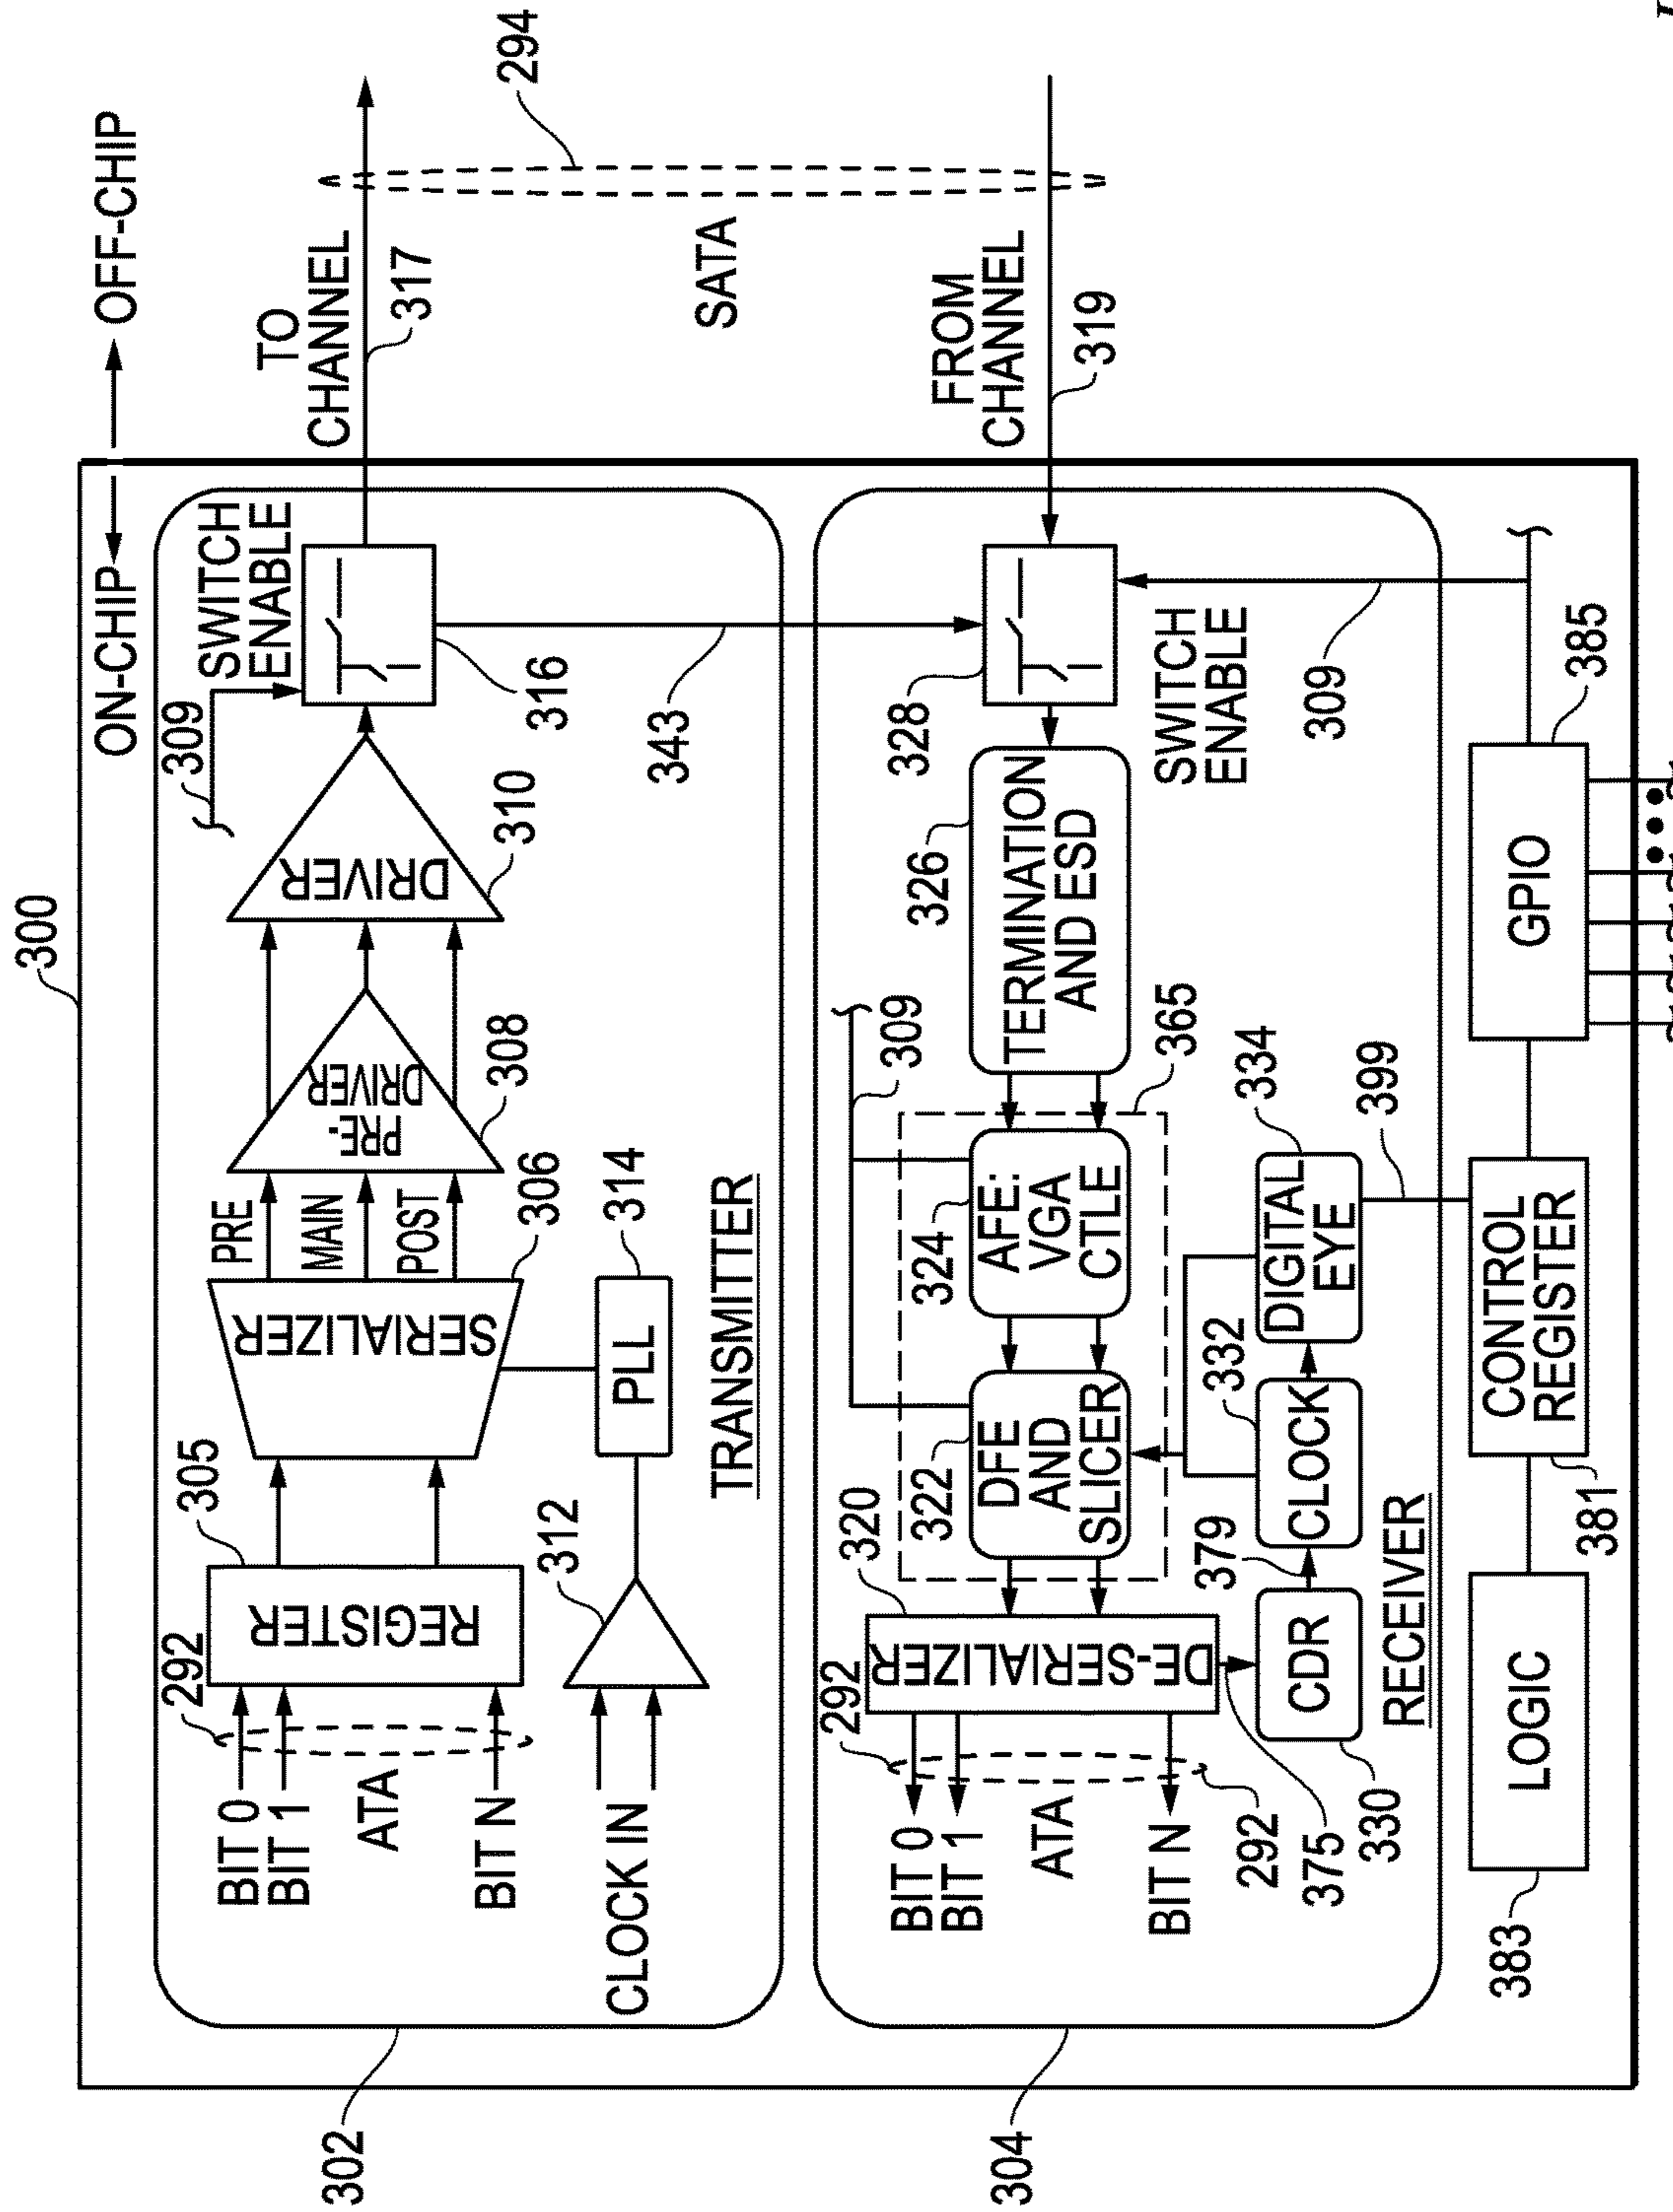 300
ON-CHIP
OFF-CHIP
302
292
BIT 0
BIT 1
ATA
BIT N
REGISTER
305
SERIALIZER
306
PRE
MAIN
POST
PRE-
DRIVER
308
DRIVER
310
309
SWITCH
ENABLE
316
TO
CHANNEL
317
CLOCK IN
312
PLL
314
TRANSMITTER
343
294
SATA
304
292
BIT 0
BIT 1
ATA
BIT N
292
DE-SERIALIZER
320
DFE
AND
SLICER
322
AFE:
VGA
CTLE
324
309
365
TERMINATION
AND ESD
326
328
SWITCH
ENABLE
309
FROM
CHANNEL
319
375
CDR
330
379
CLOCK
332
DIGITAL
EYE
334
399
RECEIVER
LOGIC
383
CONTROL
REGISTER
381
GPIO
385